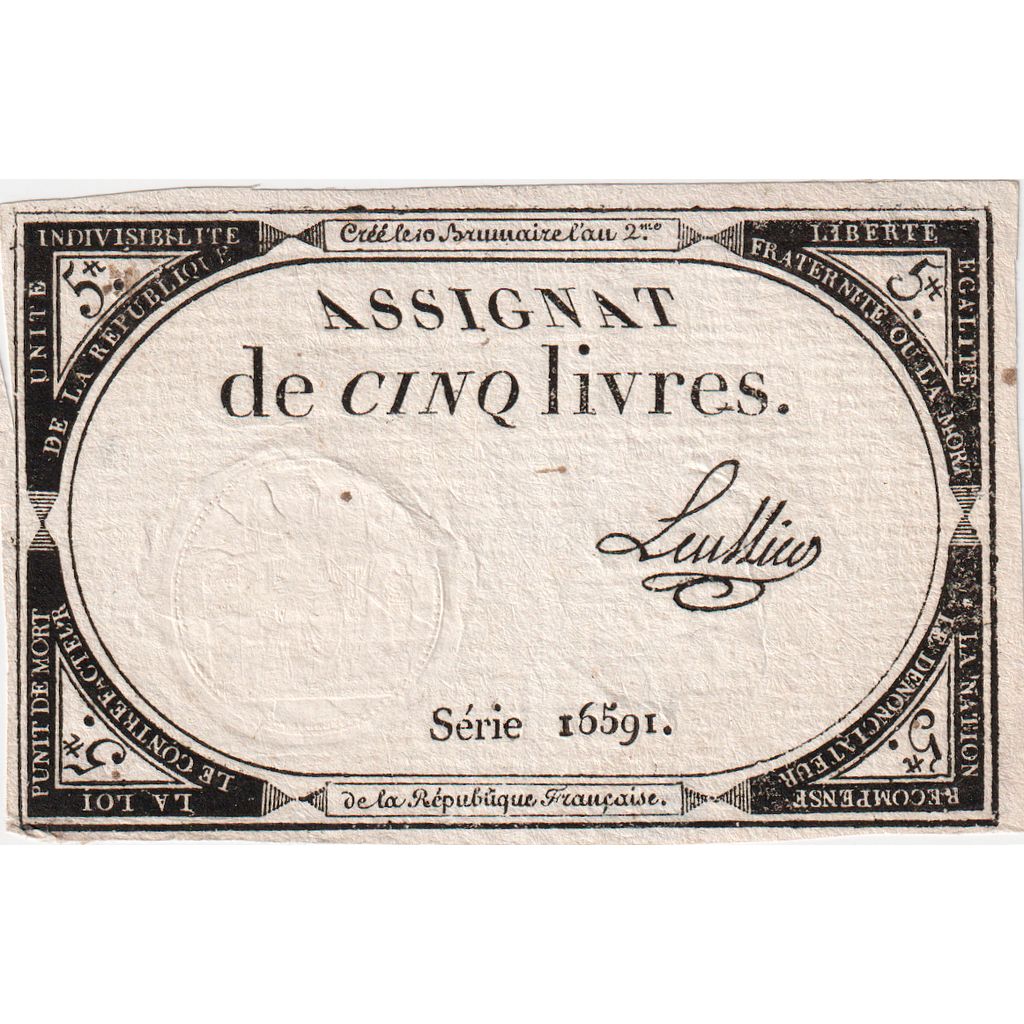 Créé le 10 Brumaire l'an 2.me
UNITE INDIVISIBILITE
DE LA REPUBLIQUE
5.#
LIBERTE EGALITE
FRATERNITE OU LA MORT
5.#
ASSIGNAT
de CINQ livres.
Série 16591.
LA LOI PUNIT DE MORT
LE CONTREFACTEUR
5.#
LA NATION RECOMPENSE
LE DENONCIATEUR
5.#
de la République Française.